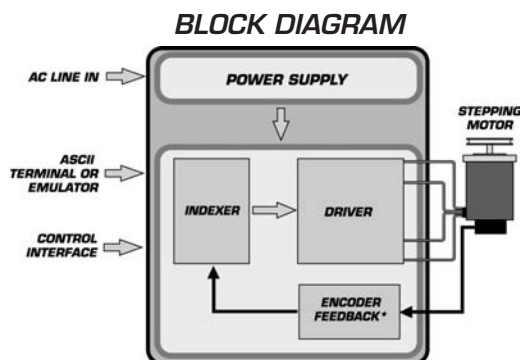 BLOCK DIAGRAM
AC LINE IN
POWER SUPPLY
STEPPING
MOTOR
ASCII
TERMINAL OR
EMULATOR
INDEXER
DRIVER
CONTROL
INTERFACE
ENCODER
FEEDBACK*